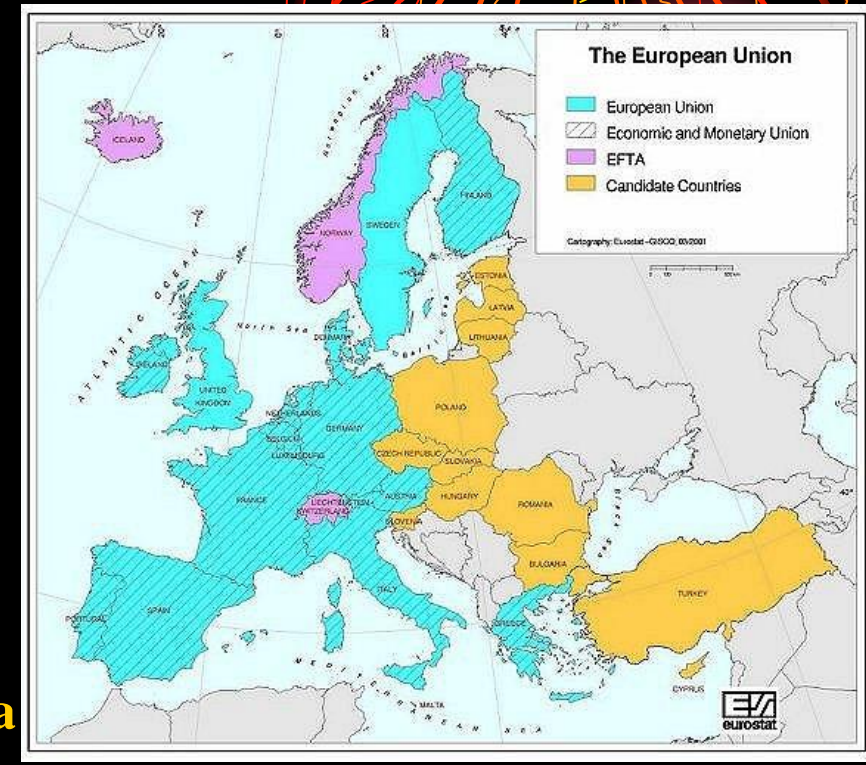 The European Union
European Union
Economic and Monetary Union
EFTA
Candidate Countries
Cartography: Eurostat - GISCO, 03/2001
ICELAND
Norwegian Sea
FINLAND
SWEDEN
NORWAY
ATLANTIC OCEAN
North Sea
DENMARK
Baltic Sea
ESTONIA
LATVIA
LITHUANIA
IRELAND
UNITED
KINGDOM
NETHERLANDS
BELGIUM
LUXEMBOURG
GERMANY
POLAND
CZECH REPUBLIC
SLOVAKIA
FRANCE
LIECHTENSTEIN
SWITZERLAND
AUSTRIA
HUNGARY
SLOVENIA
ROMANIA
40°
BULGARIA
PORTUGAL
SPAIN
ITALY
GREECE
TURKEY
CYPRUS
MALTA
MEDITERRANEAN SEA
eurostat
a